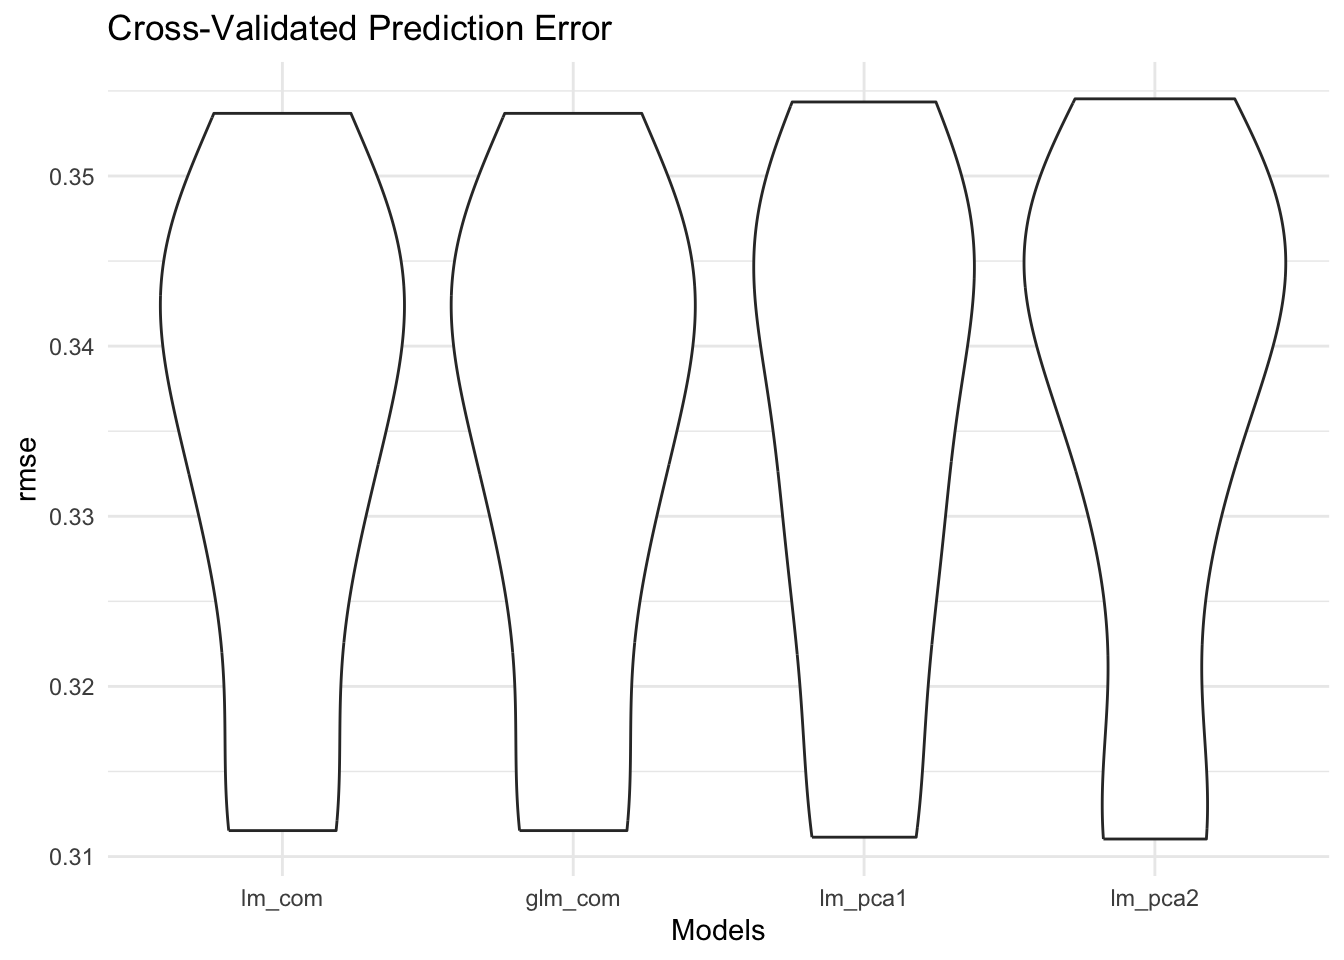 Cross-Validated Prediction Error
0.35
0.34
0.33
0.32
0.31
rmse
lm_com glm_com lm_pca1 lm_pca2
Models